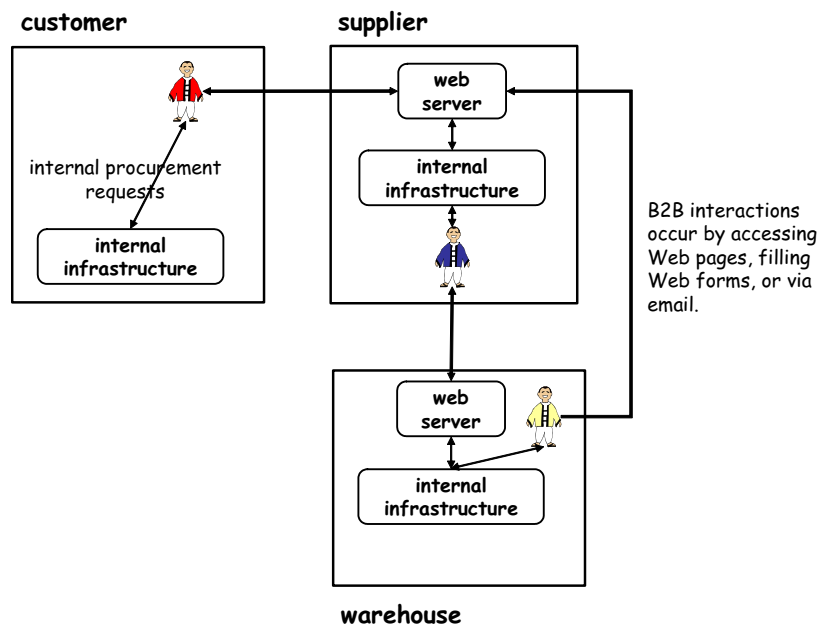 customer
supplier
web
server
internal procurement
requests
internal
infrastructure
internal
infrastructure
B2B interactions
occur by accessing
Web pages, filling
Web forms, or via
email.
web
server
internal
infrastructure
warehouse